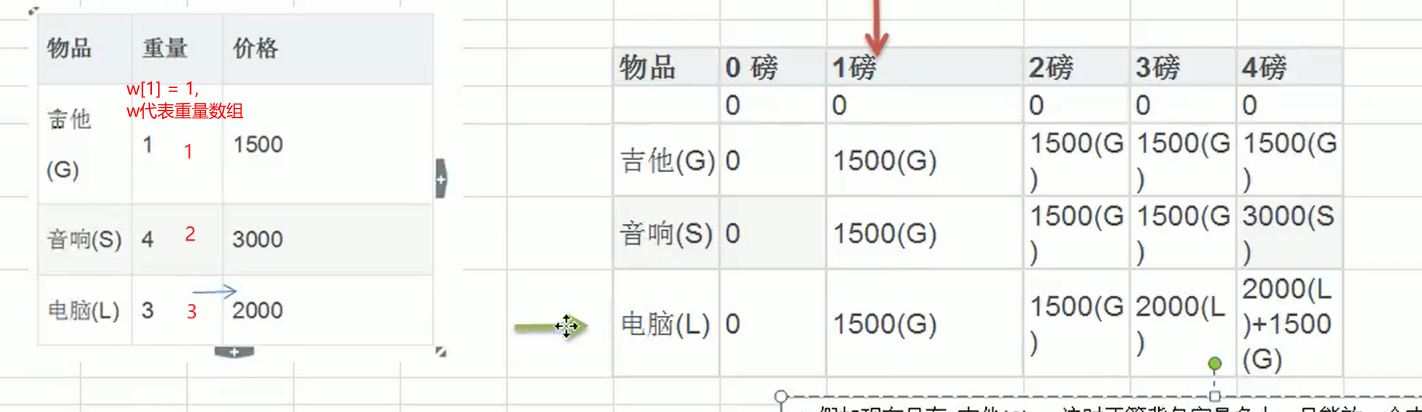 物品 重量 价格
w[1] = 1,
w代表重量数组
吉他
(G) 1 1 1500
音响(S) 4 2 3000
电脑(L) 3 3 2000
物品 0 磅 1磅 2磅 3磅 4磅
0 0 0 0 0
吉他(G) 0 1500(G) 1500(G) 1500(G) 1500(G)
音响(S) 0 1500(G) 1500(G) 1500(G) 3000(S)
电脑(L) 0 1500(G) 1500(G) 2000(L) 2000(L)+1500(G)